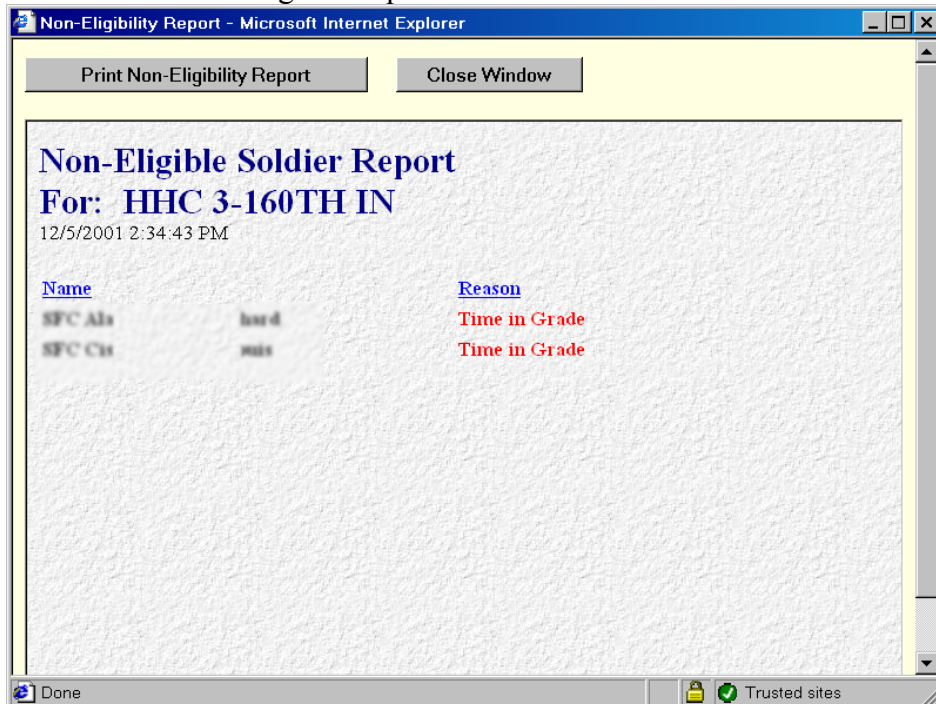 Non-Eligibility Report - Microsoft Internet Explorer
Print Non-Eligibility Report Close Window
Non-Eligible Soldier Report
For: HHC 3-160TH IN
12/5/2001 2:34:43 PM
Name Reason
SFC Time in Grade
SFC Time in Grade
Done Trusted sites